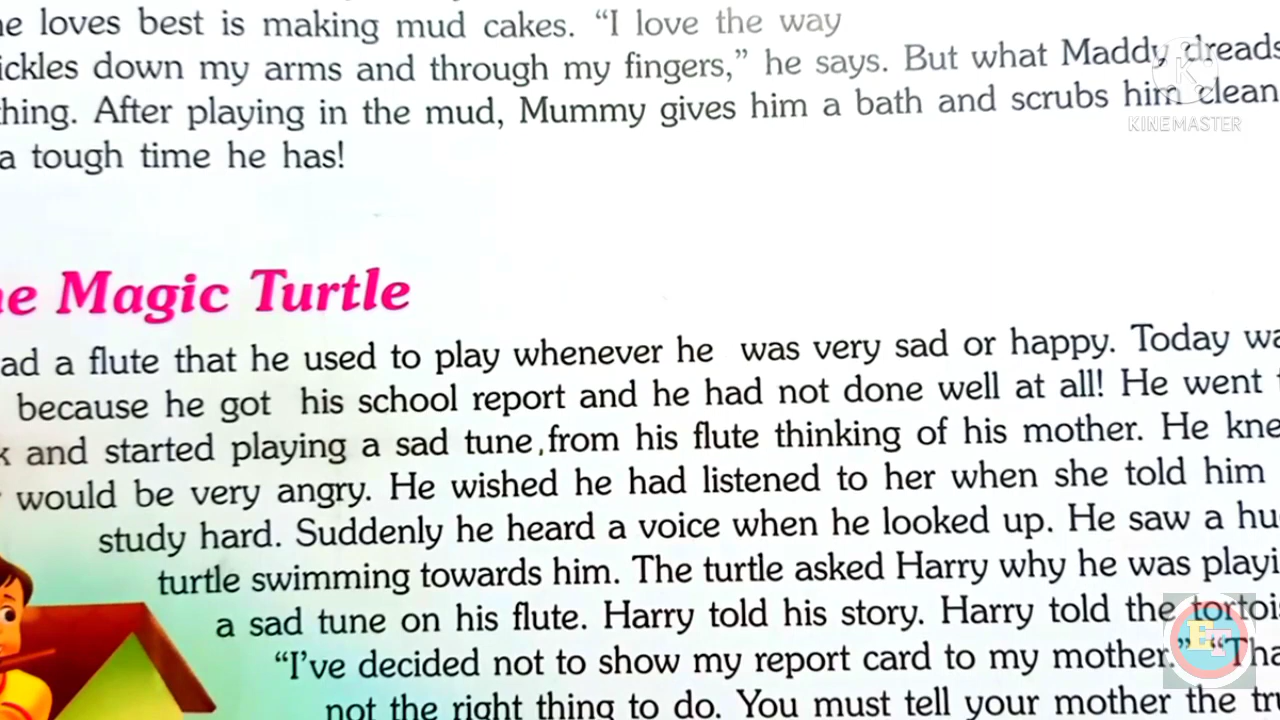 he loves best is making mud cakes. “I love the way
ickles down my arms and through my fingers,” he says. But what Maddy dreads
thing. After playing in the mud, Mummy gives him a bath and scrubs him clean
a tough time he has!
KINEMASTER
Magic Turtle
ad a flute that he used to play whenever he was very sad or happy. Today wa
because he got his school report and he had not done well at all! He went t
k and started playing a sad tune,from his flute thinking of his mother. He kne
would be very angry. He wished he had listened to her when she told him
study hard. Suddenly he heard a voice when he looked up. He saw a hu
turtle swimming towards him. The turtle asked Harry why he was playi
a sad tune on his flute. Harry told his story. Harry told the tortois
“I’ve decided not to show my report card to my mother.” “Tha
ET
not the right thing to do. You must tell your mother the tru